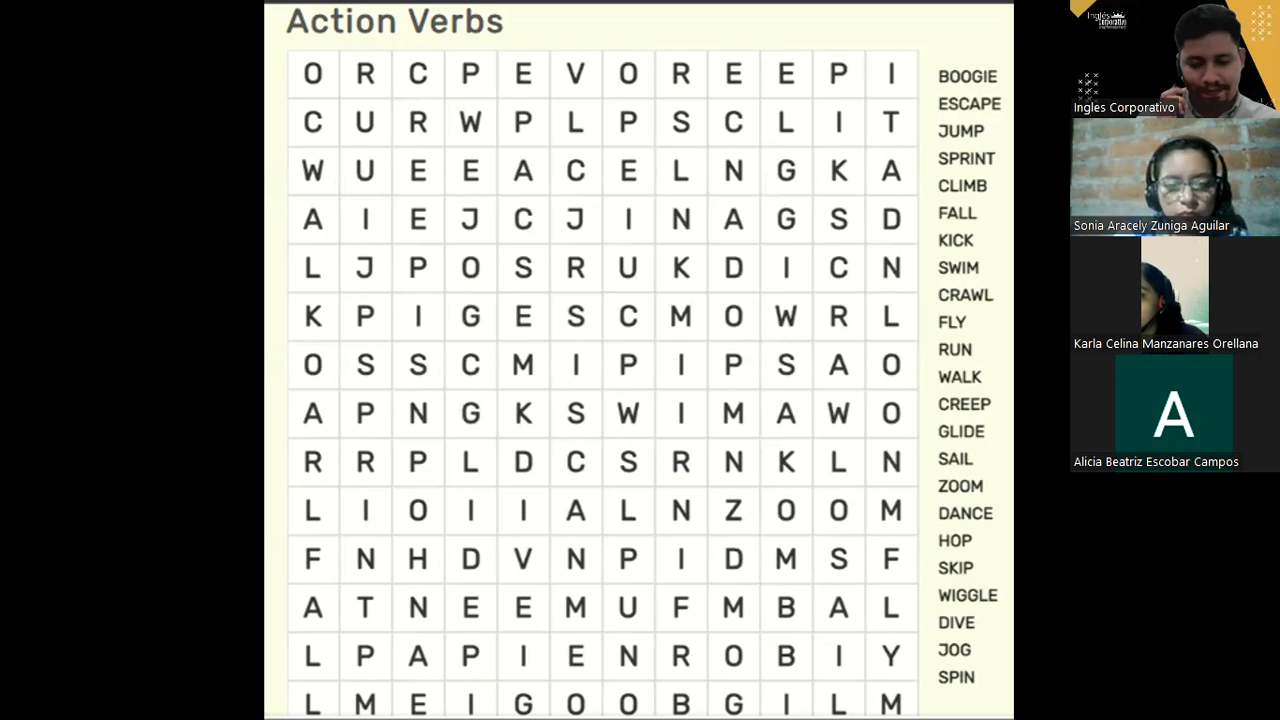 Action Verbs
O R C P E V O R E E P I
C U R W P L P S C L I T
W U E E A C E L N G K A
A I E J C J I N A G S D
L J P O S R U K D I C N
K P I G E S C M O W R L
O S S C M I P I P S A O
A P N G K S W I M A W O
R R P L D C S R N K L N
L I O I I A L N Z O O M
F N H D V N P I D M S F
A T N E E M U F M B A L
L P A P I E N R O B I Y
L M E I G O O B G I L M
BOOGIE
ESCAPE
JUMP
SPRINT
CLIMB
FALL
KICK
SWIM
CRAWL
FLY
RUN
WALK
CREEP
GLIDE
SAIL
ZOOM
DANCE
HOP
SKIP
WIGGLE
DIVE
JOG
SPIN
Inglés
Corporativo
Ingles Corporativo
Sonia Aracely Zuniga Aguilar
Karla Celina Manzanares Orellana
A
Alicia Beatriz Escobar Campos